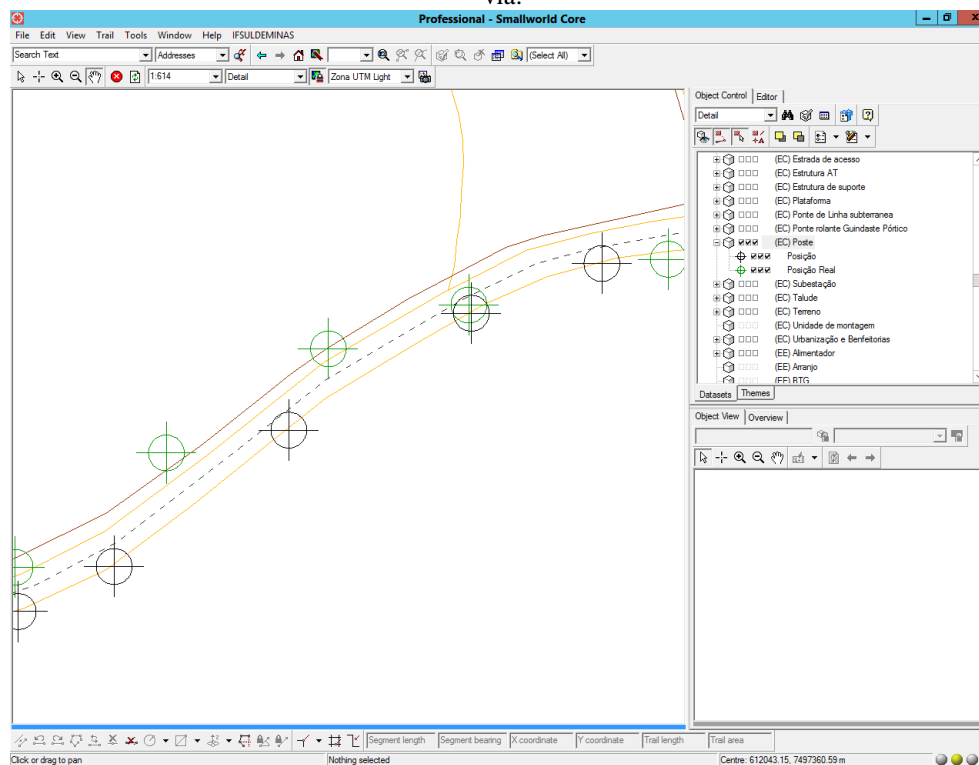 via.
Professional - Smallworld Core
File Edit View Trail Tools Window Help IFSULDEMINAS
Search Text Addresses (Select All)
1:614 Detail Zona UTM Light
Object Control Editor
Detail
(EC) Estrada de acesso
(EC) Estrutura AT
(EC) Estrutura de suporte
(EC) Plataforma
(EC) Ponte de Linha subterranea
(EC) Ponte rolante Guindaste Pórtico
(EC) Poste
Posição
Posição Real
(EC) Subestação
(EC) Talude
(EC) Terreno
(EC) Unidade de montagem
(EC) Urbanização e Benfeitorias
(EE) Alimentador
(EE) Arranjo
(EE) BTG
Datasets Themes
Object View Overview
Segment length Segment bearing X coordinate Y coordinate Trail length Trail area
Click or drag to pan Nothing selected Centre: 612043.15, 7497360.59 m